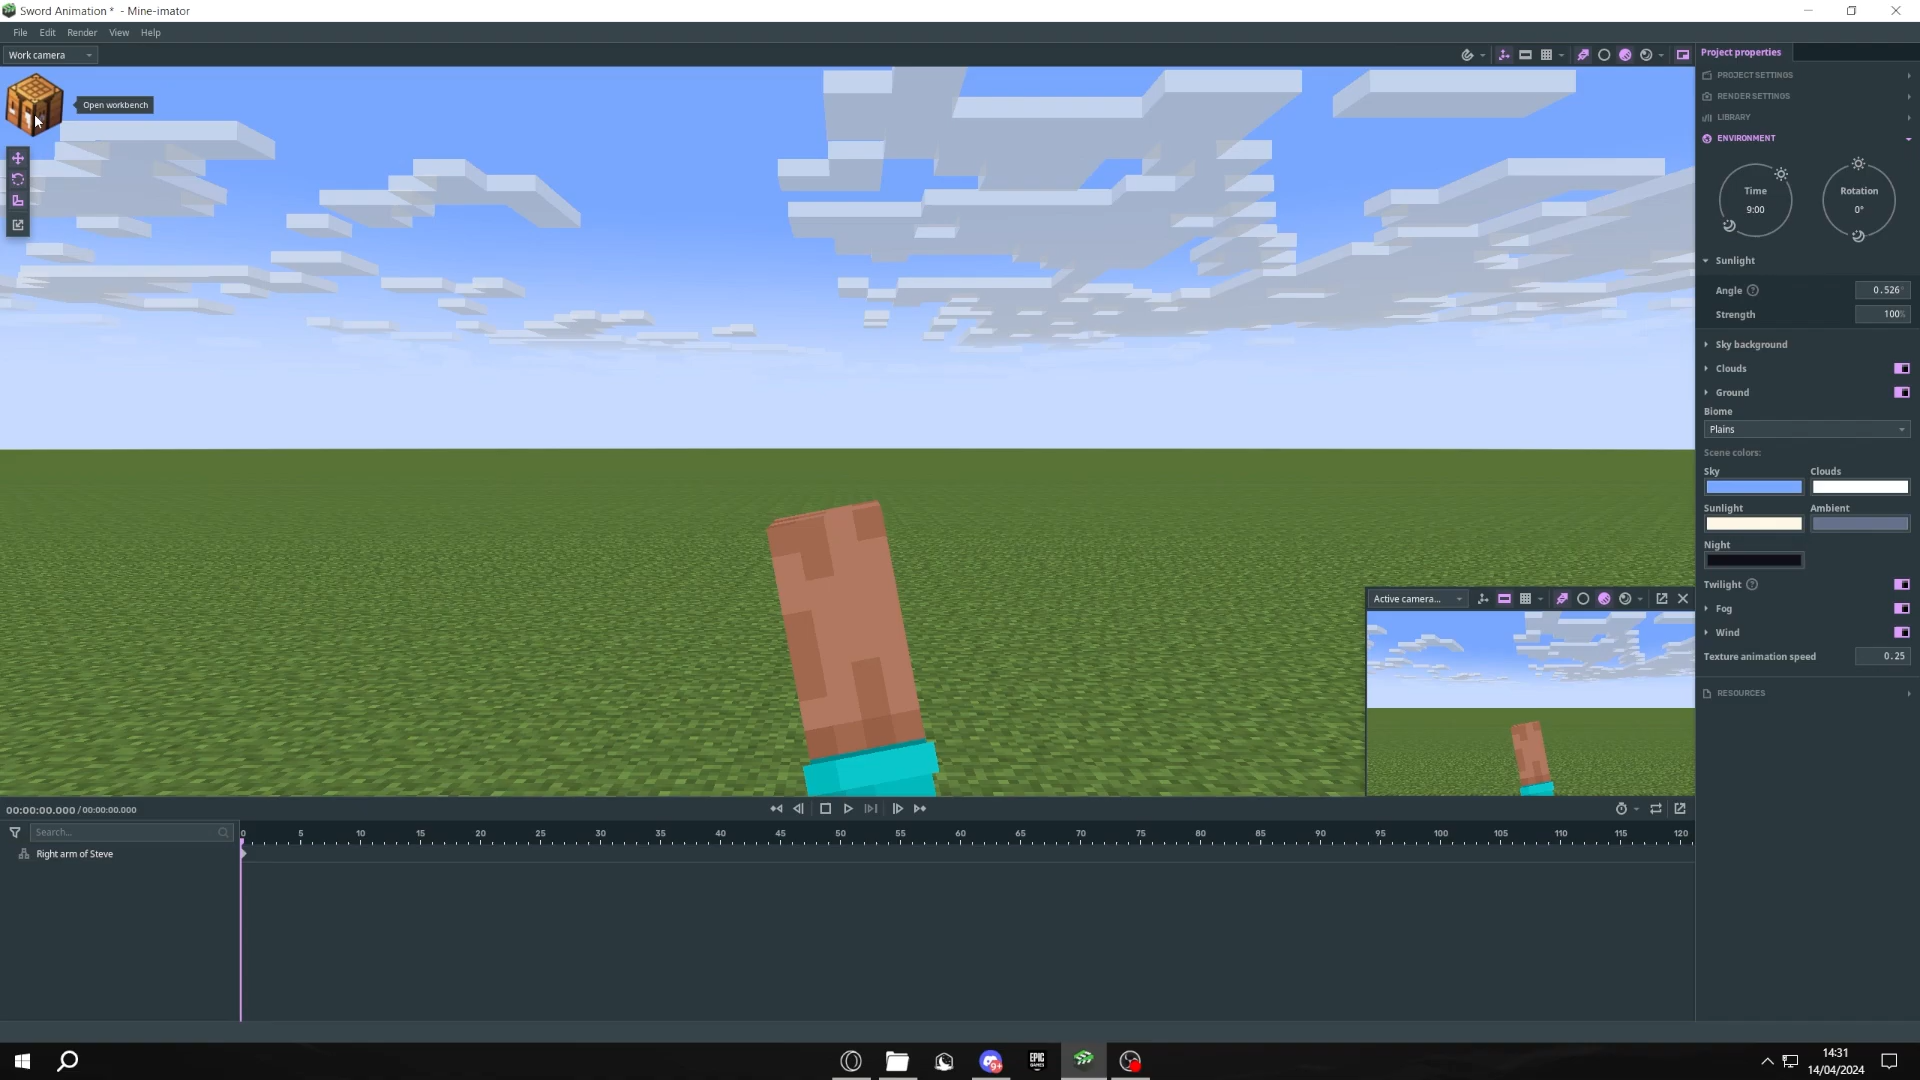 Sword Animation * - Mine-imator
File Edit Render View Help
Work camera
Open workbench
Project properties
PROJECT SETTINGS
RENDER SETTINGS
LIBRARY
ENVIRONMENT
Time
9:00
Rotation
0°
Sunlight
Angle ? 0.526°
Strength 100%
Sky background
Clouds
Ground
Biome
Plains
Scene colors:
Sky Clouds
Sunlight Ambient
Night
Twilight ?
Fog
Wind
Texture animation speed 0.25
RESOURCES
Active camera...
00:00:00.000 / 00:00:00.000
Search...
0 5 10 15 20 25 30 35 40 45 50 55 60 65 70 75 80 85 90 95 100 105 110 115 120
Right arm of Steve
9+
EPIC GAMES
14:31
14/04/2024